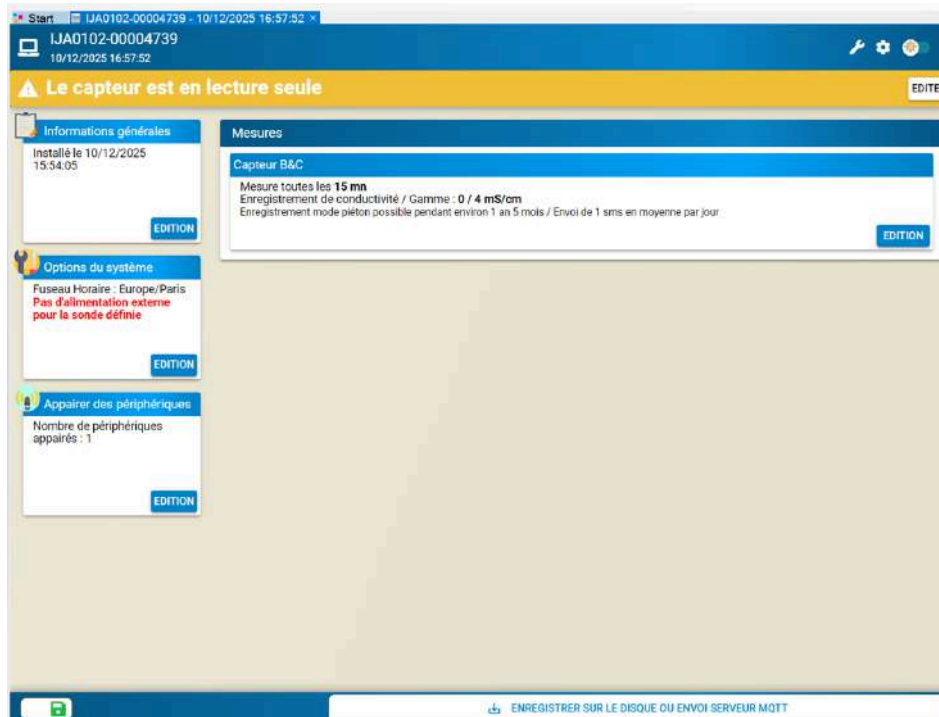 Start
IJA0102-00004739 - 10/12/2025 16:57:52 ×
IJA0102-00004739
10/12/2025 16:57:52
Le capteur est en lecture seule
EDITE
Informations générales
Installé le 10/12/2025
15:54:05
EDITION
Options du système
Fuseau Horaire : Europe/Paris
Pas d'alimentation externe
pour la sonde définie
EDITION
Appairer des périphériques
Nombre de périphériques
appairés : 1
EDITION
Mesures
Capteur B&C
Mesure toutes les 15 mn
Enregistrement de conductivité / Gamme : 0 / 4 mS/cm
Enregistrement mode piéton possible pendant environ 1 an 5 mois / Envoi de 1 sms en moyenne par jour
EDITION
ENREGISTRER SUR LE DISQUE OU ENVOI SERVEUR MQTT